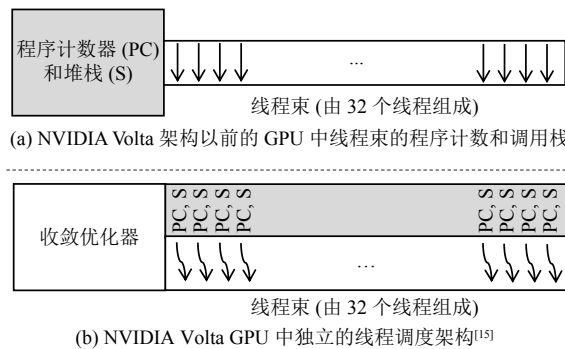 程序计数器 (PC)
和堆栈 (S)
...
线程束 (由 32 个线程组成)
(a) NVIDIA Volta 架构以前的 GPU 中线程束的程序计数和调用栈
收敛优化器
PC, S
PC, S
PC, S
PC, S
PC, S
PC, S
PC, S
PC, S
...
线程束 (由 32 个线程组成)
(b) NVIDIA Volta GPU 中独立的线程调度架构[15]